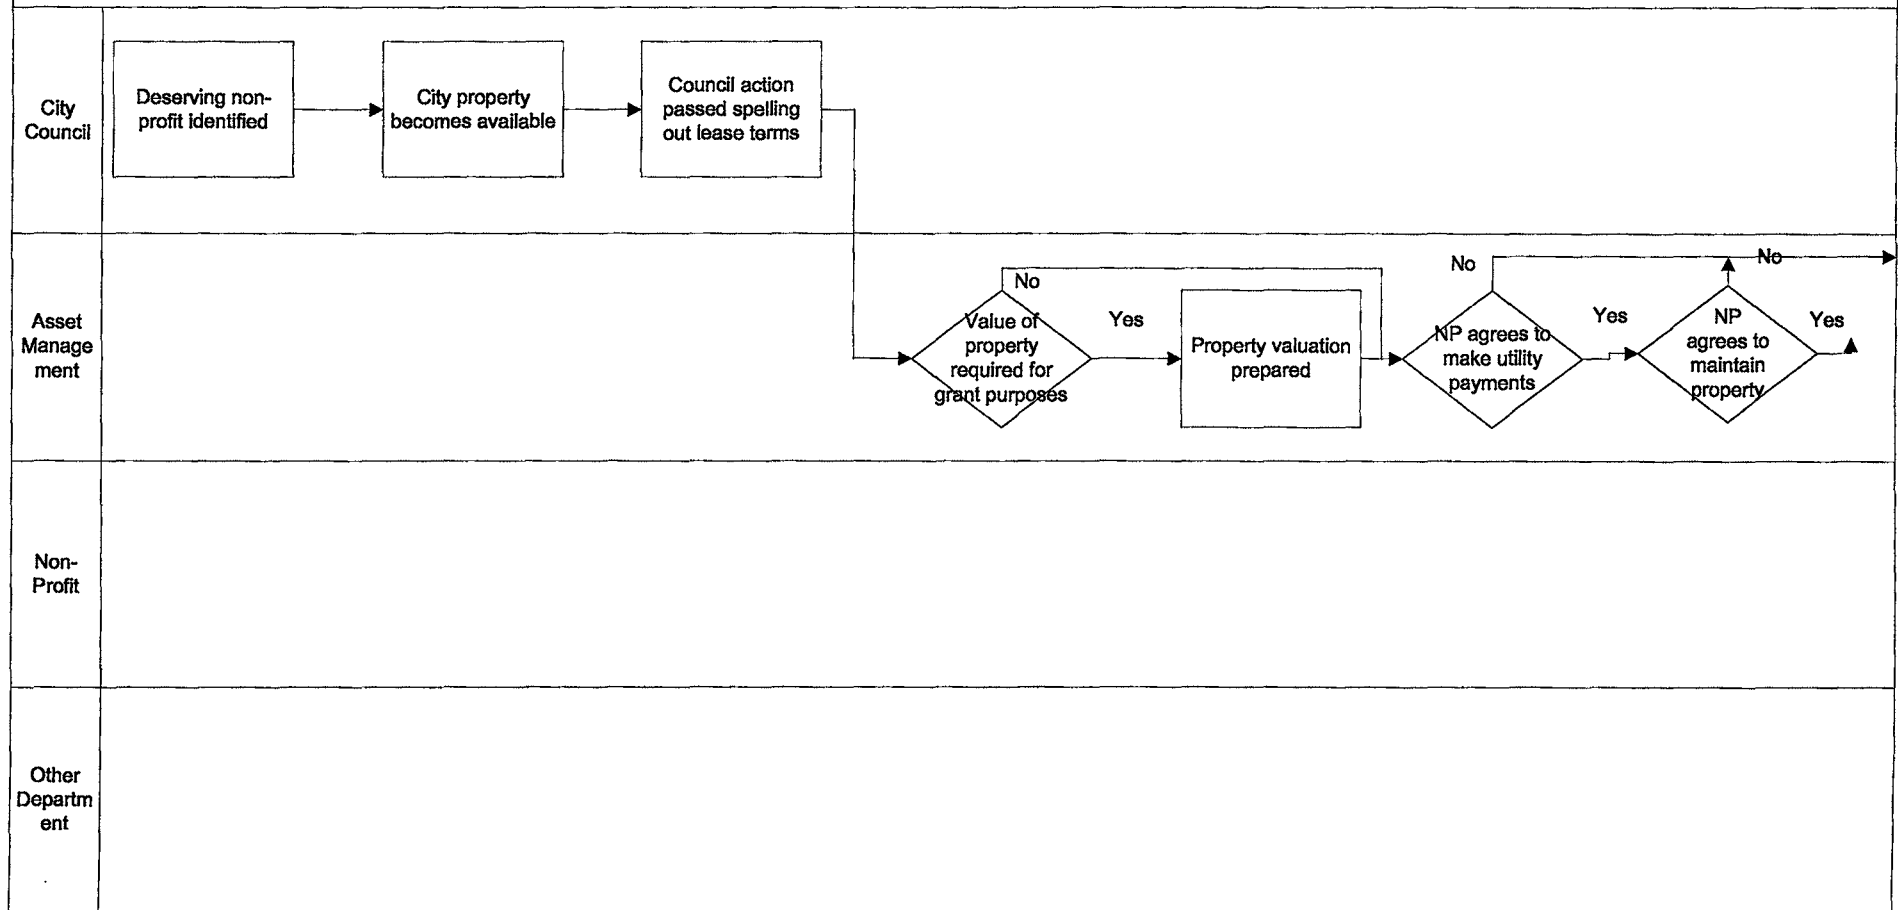 City
Council
Deserving non-
profit identified
City property
becomes available
Council action
passed spelling
out lease terms
Asset
Manage
ment
No
Value of
property
required for
grant purposes
Yes
Property valuation
prepared
No
NP agrees to
make utility
payments
Yes
No
NP
agrees to
maintain
property
Yes
Non-
Profit
Other
Departm
ent